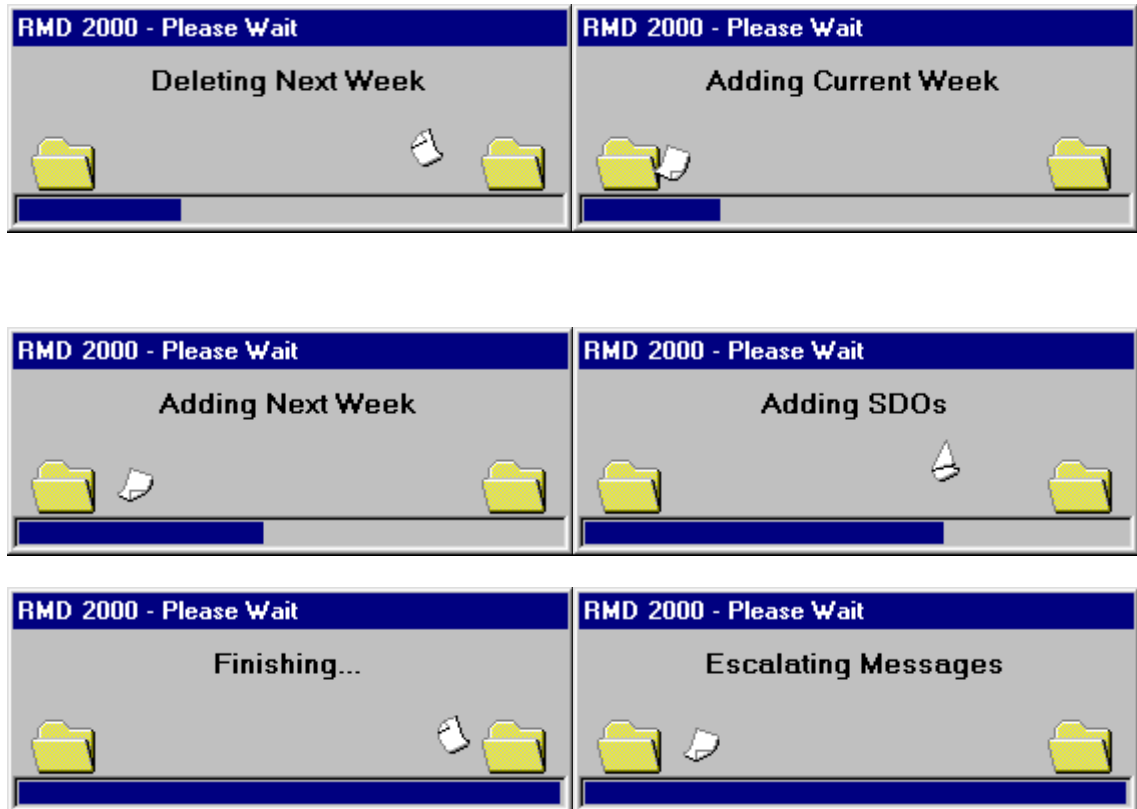 RMD 2000 - Please Wait
Deleting Next Week
RMD 2000 - Please Wait
Adding Current Week
RMD 2000 - Please Wait
Adding Next Week
RMD 2000 - Please Wait
Adding SDOs
RMD 2000 - Please Wait
Finishing...
RMD 2000 - Please Wait
Escalating Messages